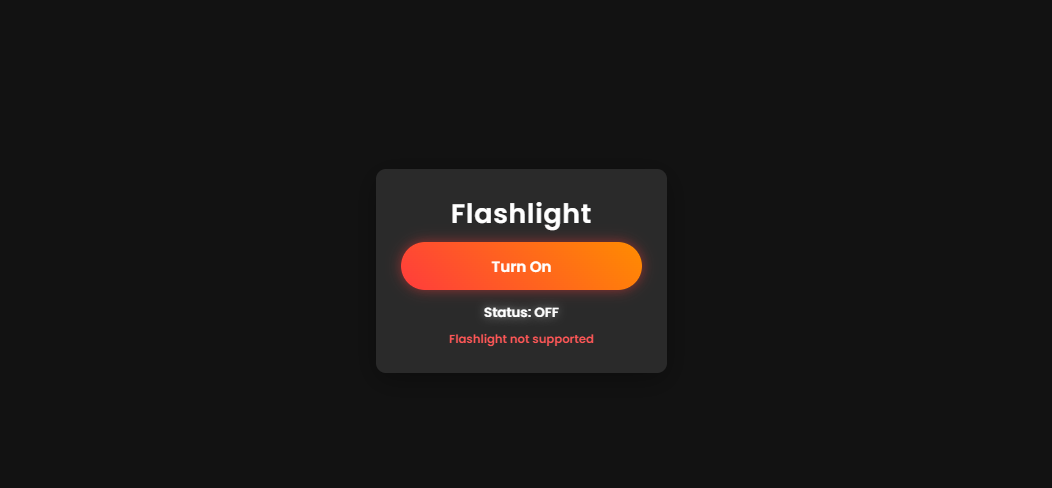 Flashlight
Turn On
Status: OFF
Flashlight not supported